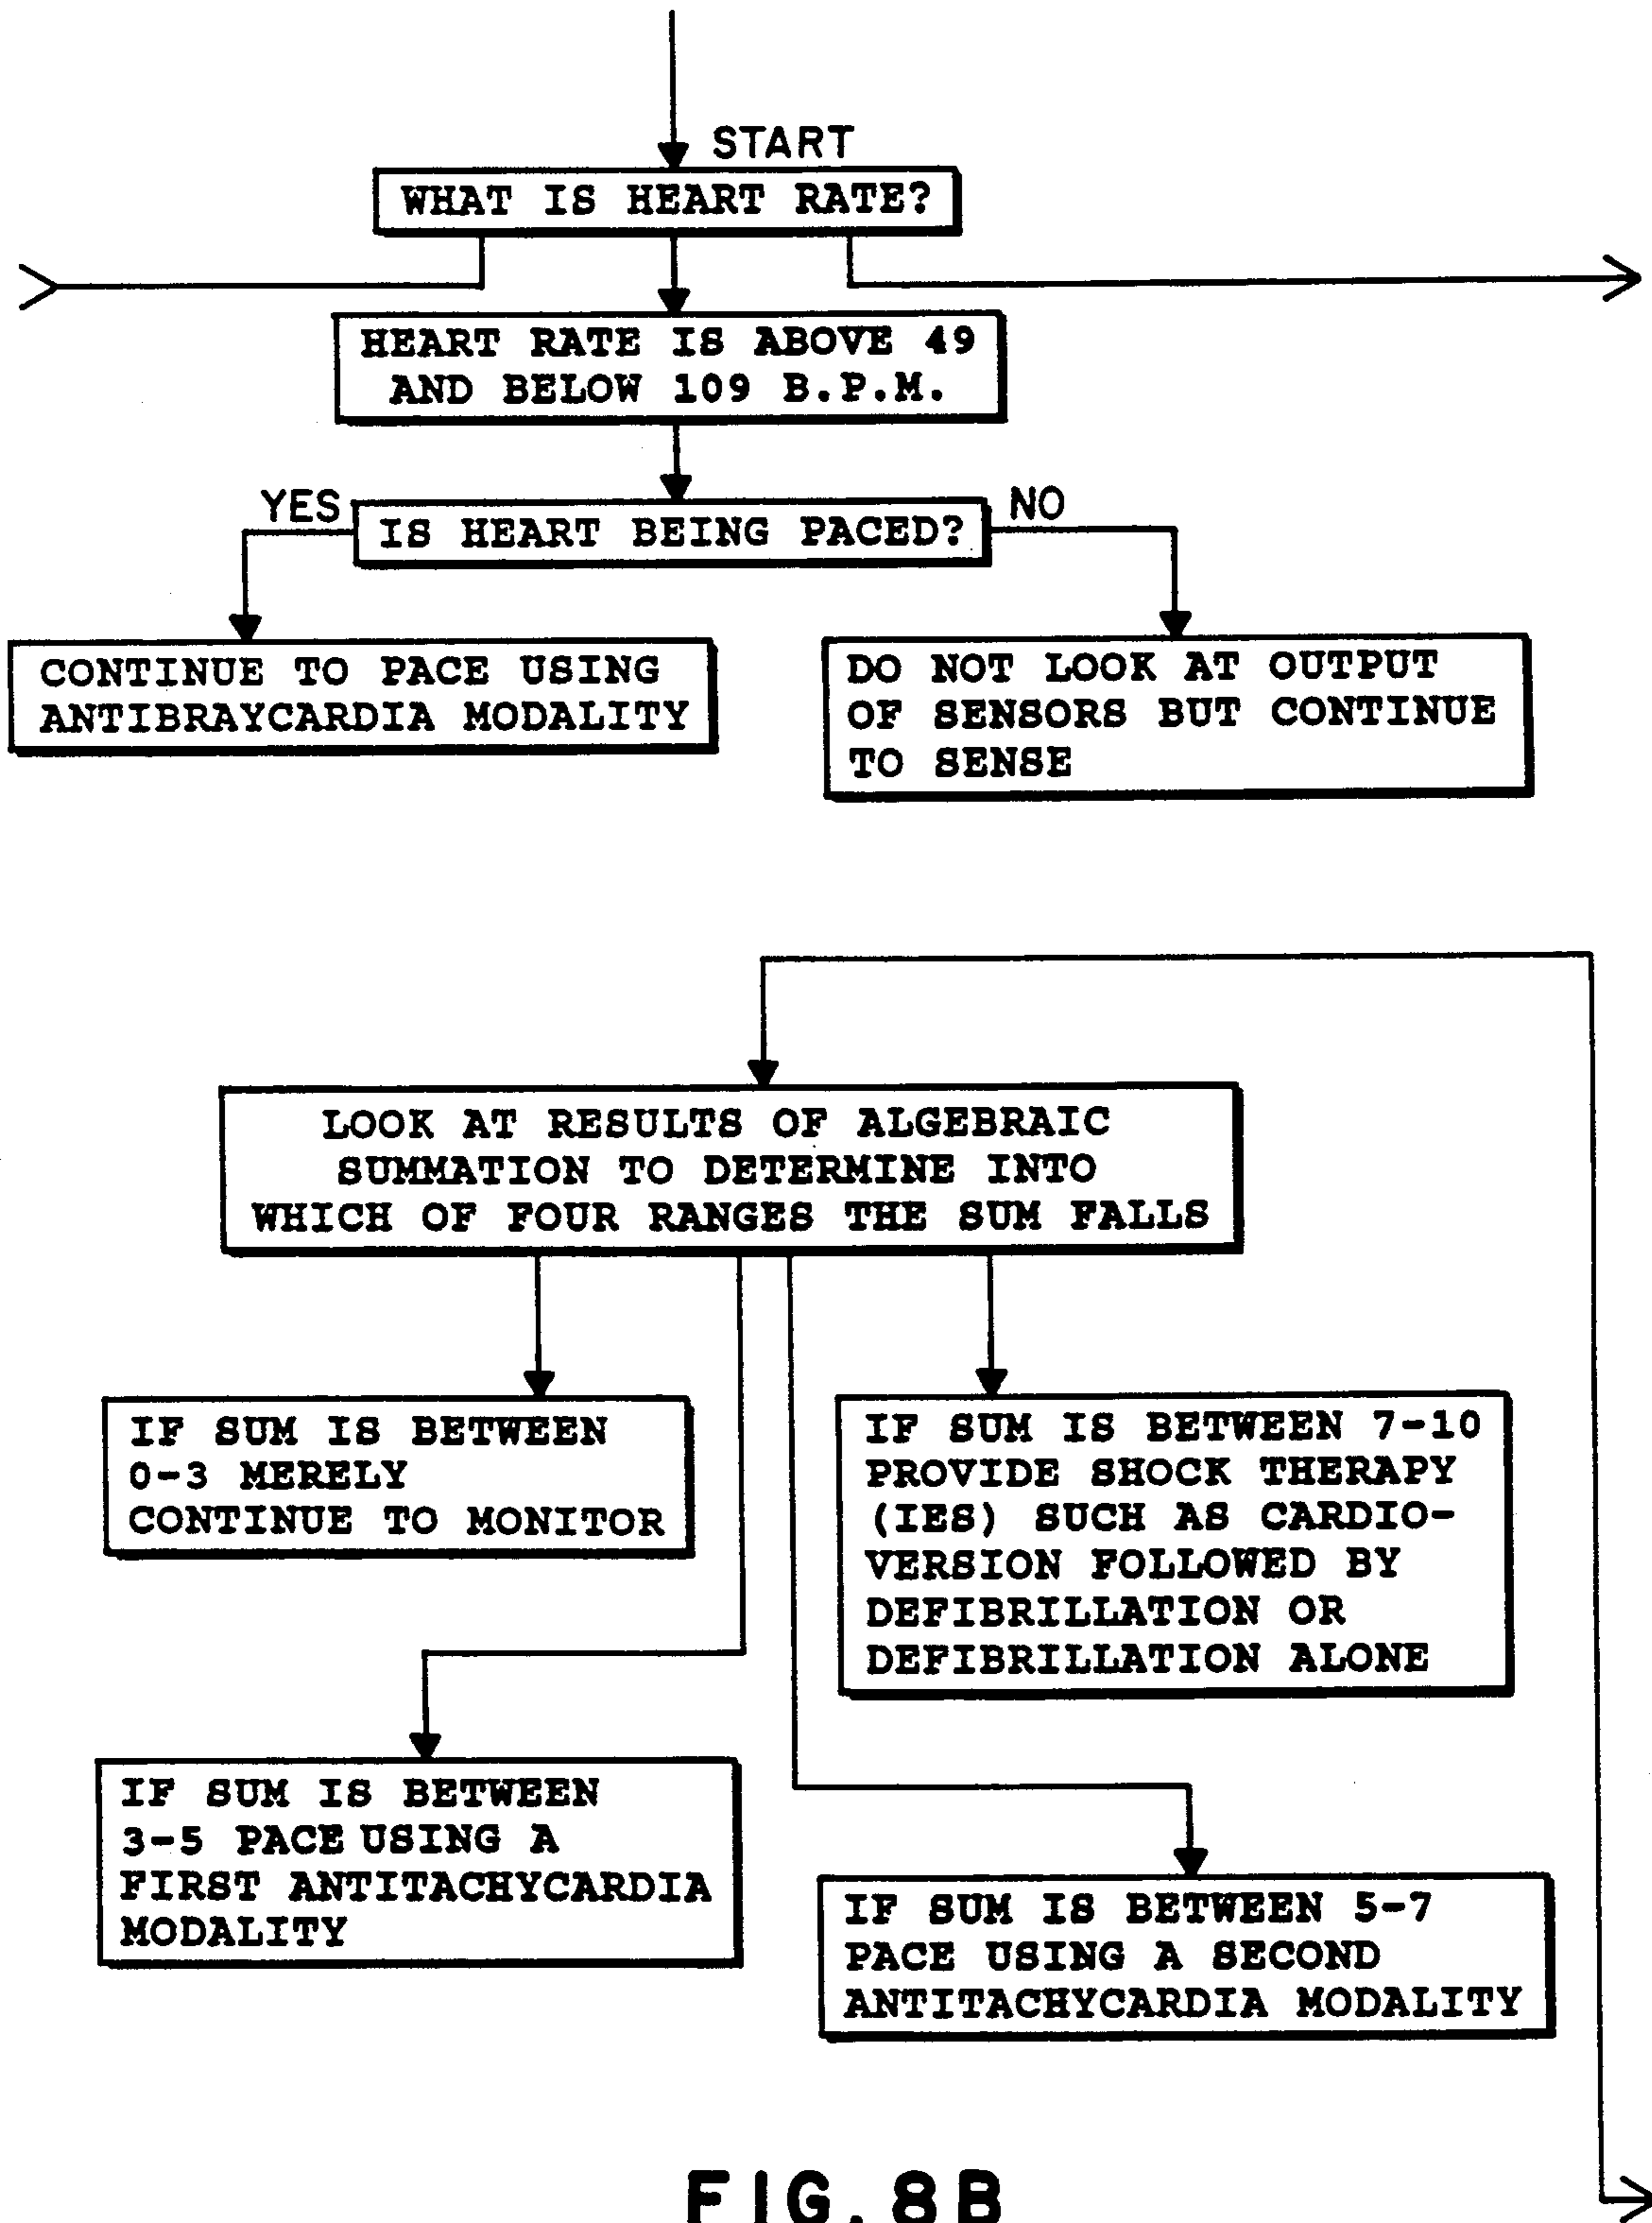 START
WHAT IS HEART RATE?
HEART RATE IS ABOVE 49
AND BELOW 109 B.P.M.
YES
IS HEART BEING PACED?
NO
CONTINUE TO PACE USING
ANTIBRAYCARDIA MODALITY
DO NOT LOOK AT OUTPUT
OF SENSORS BUT CONTINUE
TO SENSE
LOOK AT RESULTS OF ALGEBRAIC
SUMMATION TO DETERMINE INTO
WHICH OF FOUR RANGES THE SUM FALLS
IF SUM IS BETWEEN
0-3 MERELY
CONTINUE TO MONITOR
IF SUM IS BETWEEN 7-10
PROVIDE SHOCK THERAPY
(IES) SUCH AS CARDIO-
VERSION FOLLOWED BY
DEFIBRILLATION OR
DEFIBRILLATION ALONE
IF SUM IS BETWEEN
3-5 PACE USING A
FIRST ANTITACHYCARDIA
MODALITY
IF SUM IS BETWEEN 5-7
PACE USING A SECOND
ANTITACHYCARDIA MODALITY
FIG. 8B